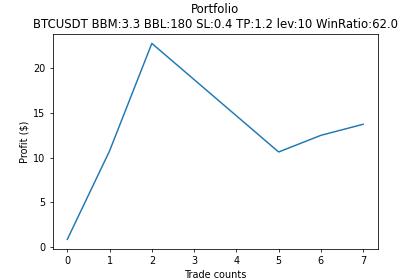 Portfolio
BTCUSDT BBM:3.3 BBL:180 SL:0.4 TP:1.2 lev:10 WinRatio:62.0
20
15
10
5
0
Profit ($)
0 1 2 3 4 5 6 7
Trade counts